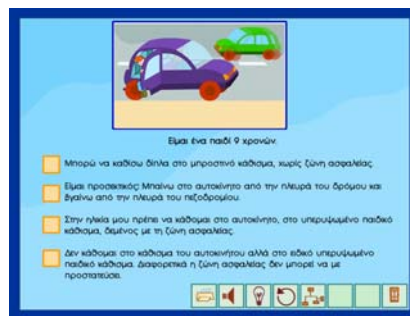 Είμαι ένα παιδί 9 χρονών.
Μπορώ να καθίσω δίπλα στο μπροστινό κάθισμα, χωρίς ζώνη ασφαλείας.
Είμαι προσεκτικός: Μπαίνω στο αυτοκίνητο από την πλευρά του δρόμου και
βγαίνω από την πλευρά του πεζοδρομίου.
Στην ηλικία μου πρέπει να κάθομαι στο αυτοκίνητο, στο υπερυψωμένο παιδικό
κάθισμα, δεμένος με τη ζώνη ασφαλείας.
Δεν κάθομαι στο κάθισμα του αυτοκινήτου αλλά στο ειδικό υπερυψωμένο
παιδικό κάθισμα. Διαφορετικά η ζώνη ασφαλείας δεν μπορεί να με
προστατεύσει.